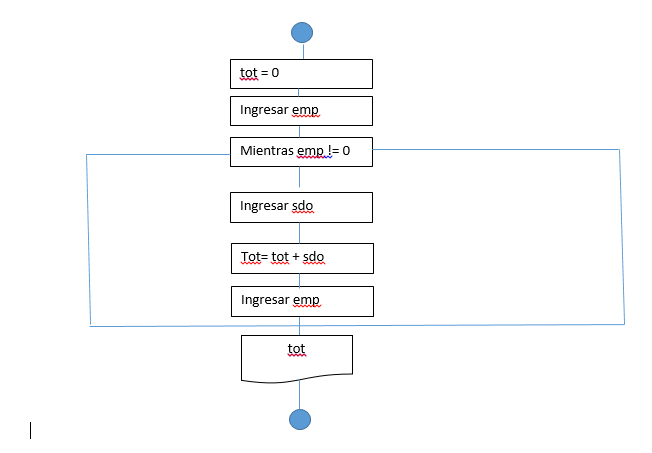 tot = 0
Ingresar emp
Mientras emp != 0
Ingresar sdo
Tot= tot + sdo
Ingresar emp
tot